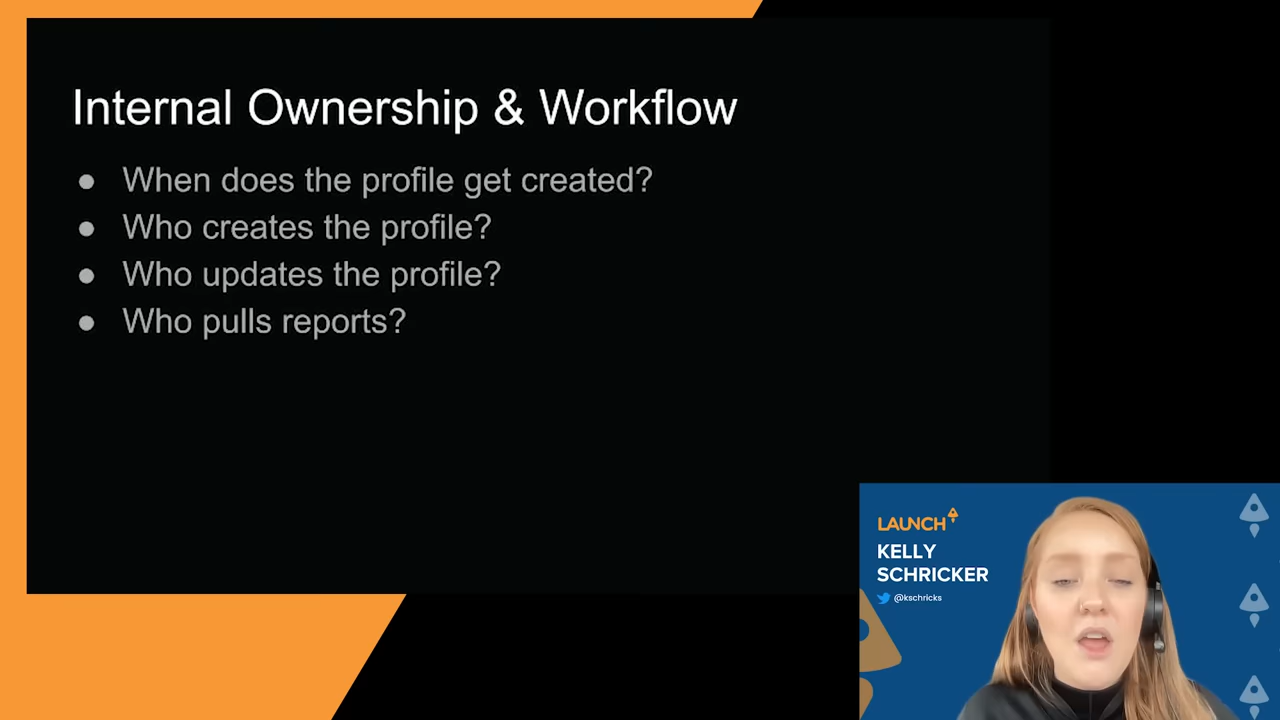 Internal Ownership & Workflow
● When does the profile get created?
● Who creates the profile?
● Who updates the profile?
● Who pulls reports?
LAUNCH
KELLY
SCHRICKER
@kschricks